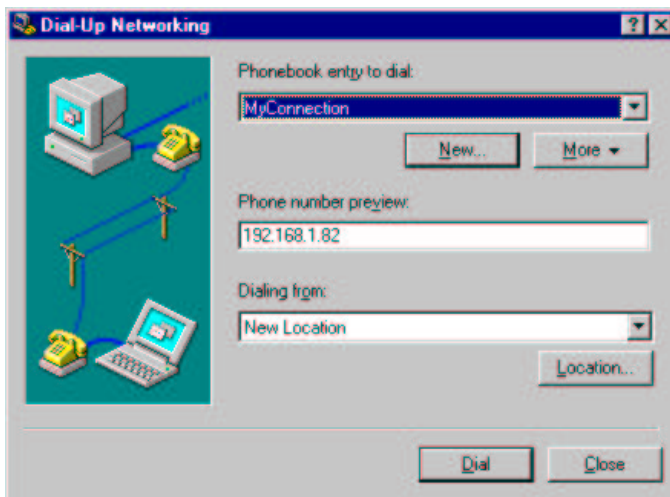 Dial-Up Networking
Phonebook entry to dial:
MyConnection
New... More
Phone number preview:
192.168.1.82
Dialing from:
New Location
Location...
Dial Close